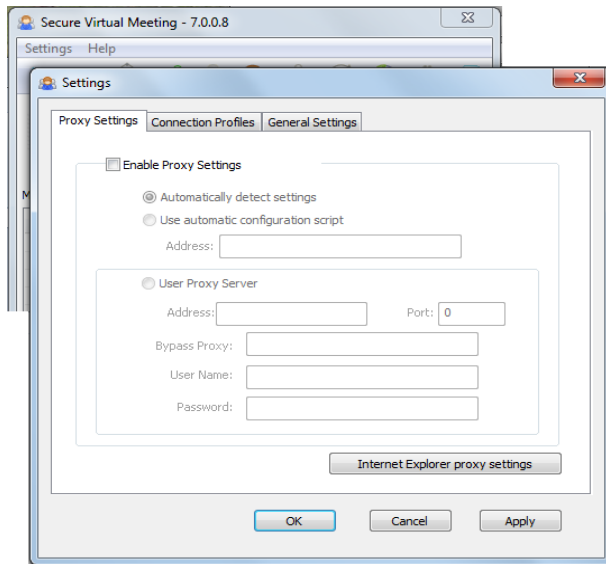 Secure Virtual Meeting - 7.0.0.8
Settings Help
Settings
Proxy Settings Connection Profiles General Settings
Enable Proxy Settings
Automatically detect settings
Use automatic configuration script
Address:
User Proxy Server
Address: Port: 0
Bypass Proxy:
User Name:
Password:
Internet Explorer proxy settings
OK Cancel Apply